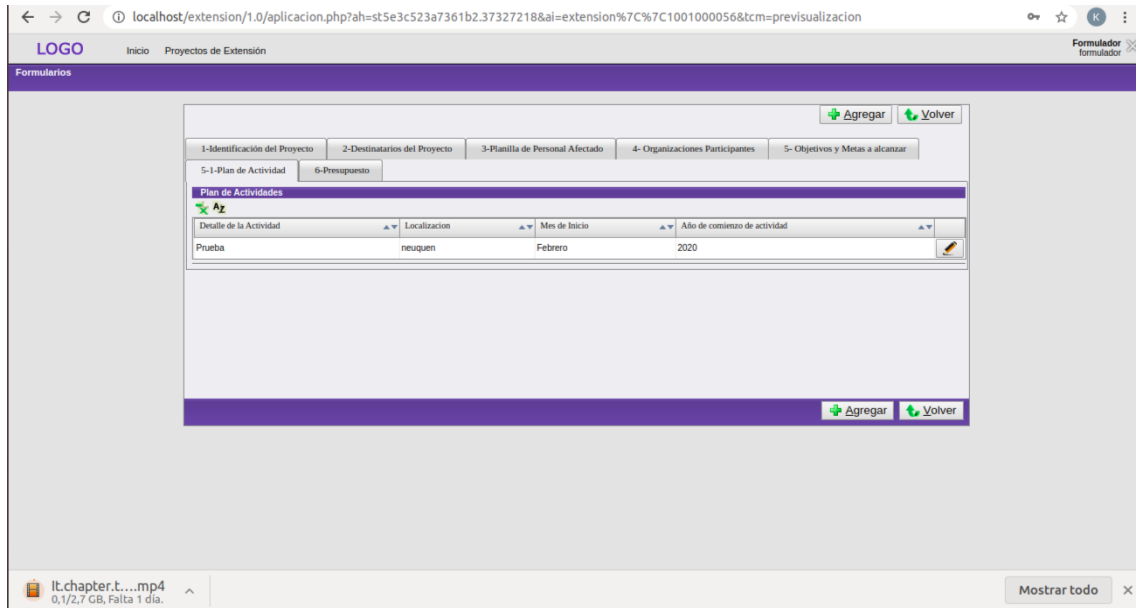 localhost/extension/1.0/aplicacion.php?ah=st5e3c523a7361b2.37327218&ai=extension%7C%7C1001000056&tcm=previsualizacion
K
LOGO Inicio Proyectos de Extensión
Formulador
formulador
Formularios
Agregar Volver
1-Identificación del Proyecto 2-Destinatarios del Proyecto 3-Planilla de Personal Afectado 4- Organizaciones Participantes 5- Objetivos y Metas a alcanzar
5-1-Plan de Actividad 6-Presupuesto
Plan de Actividades
AZ
Detalle de la Actividad Localizacion Mes de Inicio Año de comienzo de actividad
Prueba neuquen Febrero 2020
Agregar Volver
It.chapter.t....mp4
0,1/2,7 GB, Falta 1 día.
Mostrar todo